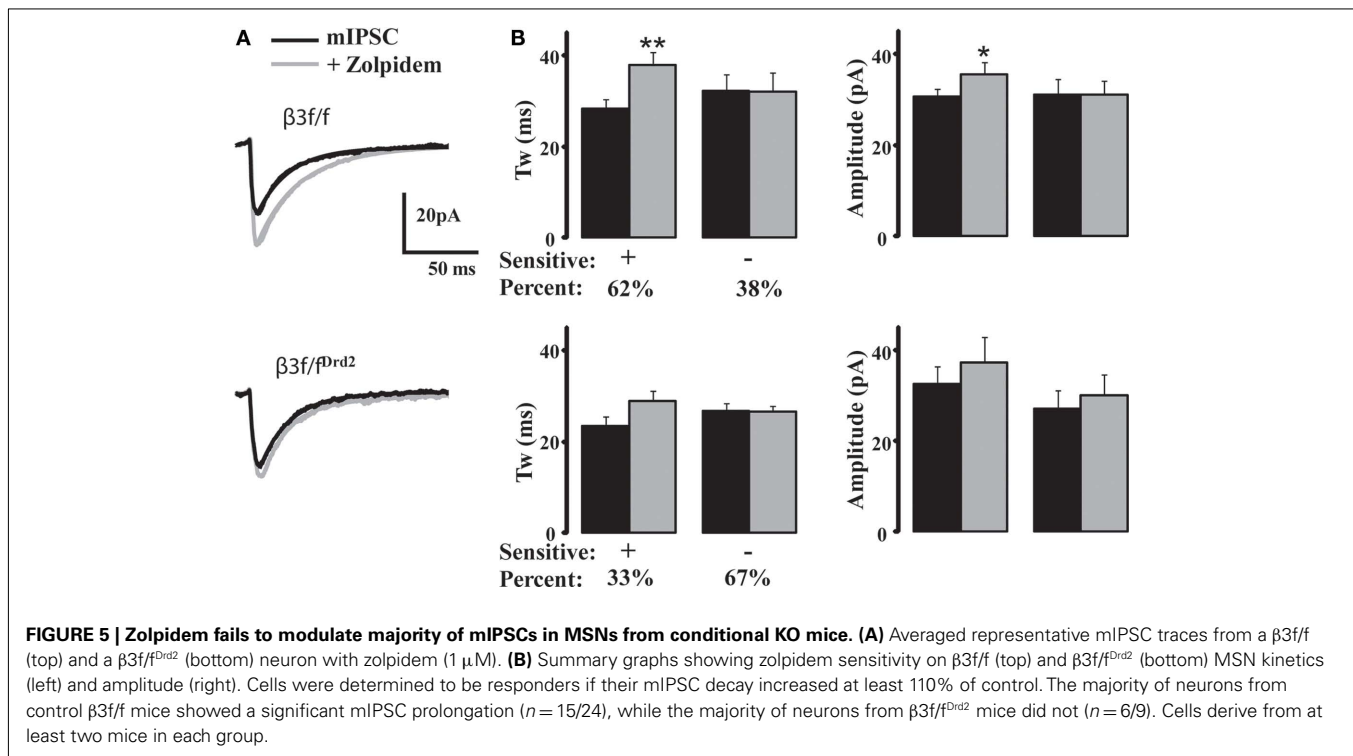 A
mIPSC
+ Zolpidem
β3f/f
20pA
50 ms
β3f/fDrd2
B
**
40
20
0
Tw (ms)
Sensitive: + -
Percent: 62% 38%
*
40
20
0
Amplitude (pA)
40
20
0
Tw (ms)
Sensitive: + -
Percent: 33% 67%
40
20
0
Amplitude (pA)
FIGURE 5 | Zolpidem fails to modulate majority of mIPSCs in MSNs from conditional KO mice. (A) Averaged representative mIPSC traces from a β3f/f
(top) and a β3f/fDrd2 (bottom) neuron with zolpidem (1 μM). (B) Summary graphs showing zolpidem sensitivity on β3f/f (top) and β3f/fDrd2 (bottom) MSN kinetics
(left) and amplitude (right). Cells were determined to be responders if their mIPSC decay increased at least 110% of control. The majority of neurons from
control β3f/f mice showed a significant mIPSC prolongation (n = 15/24), while the majority of neurons from β3f/fDrd2 mice did not (n = 6/9). Cells derive from at
least two mice in each group.